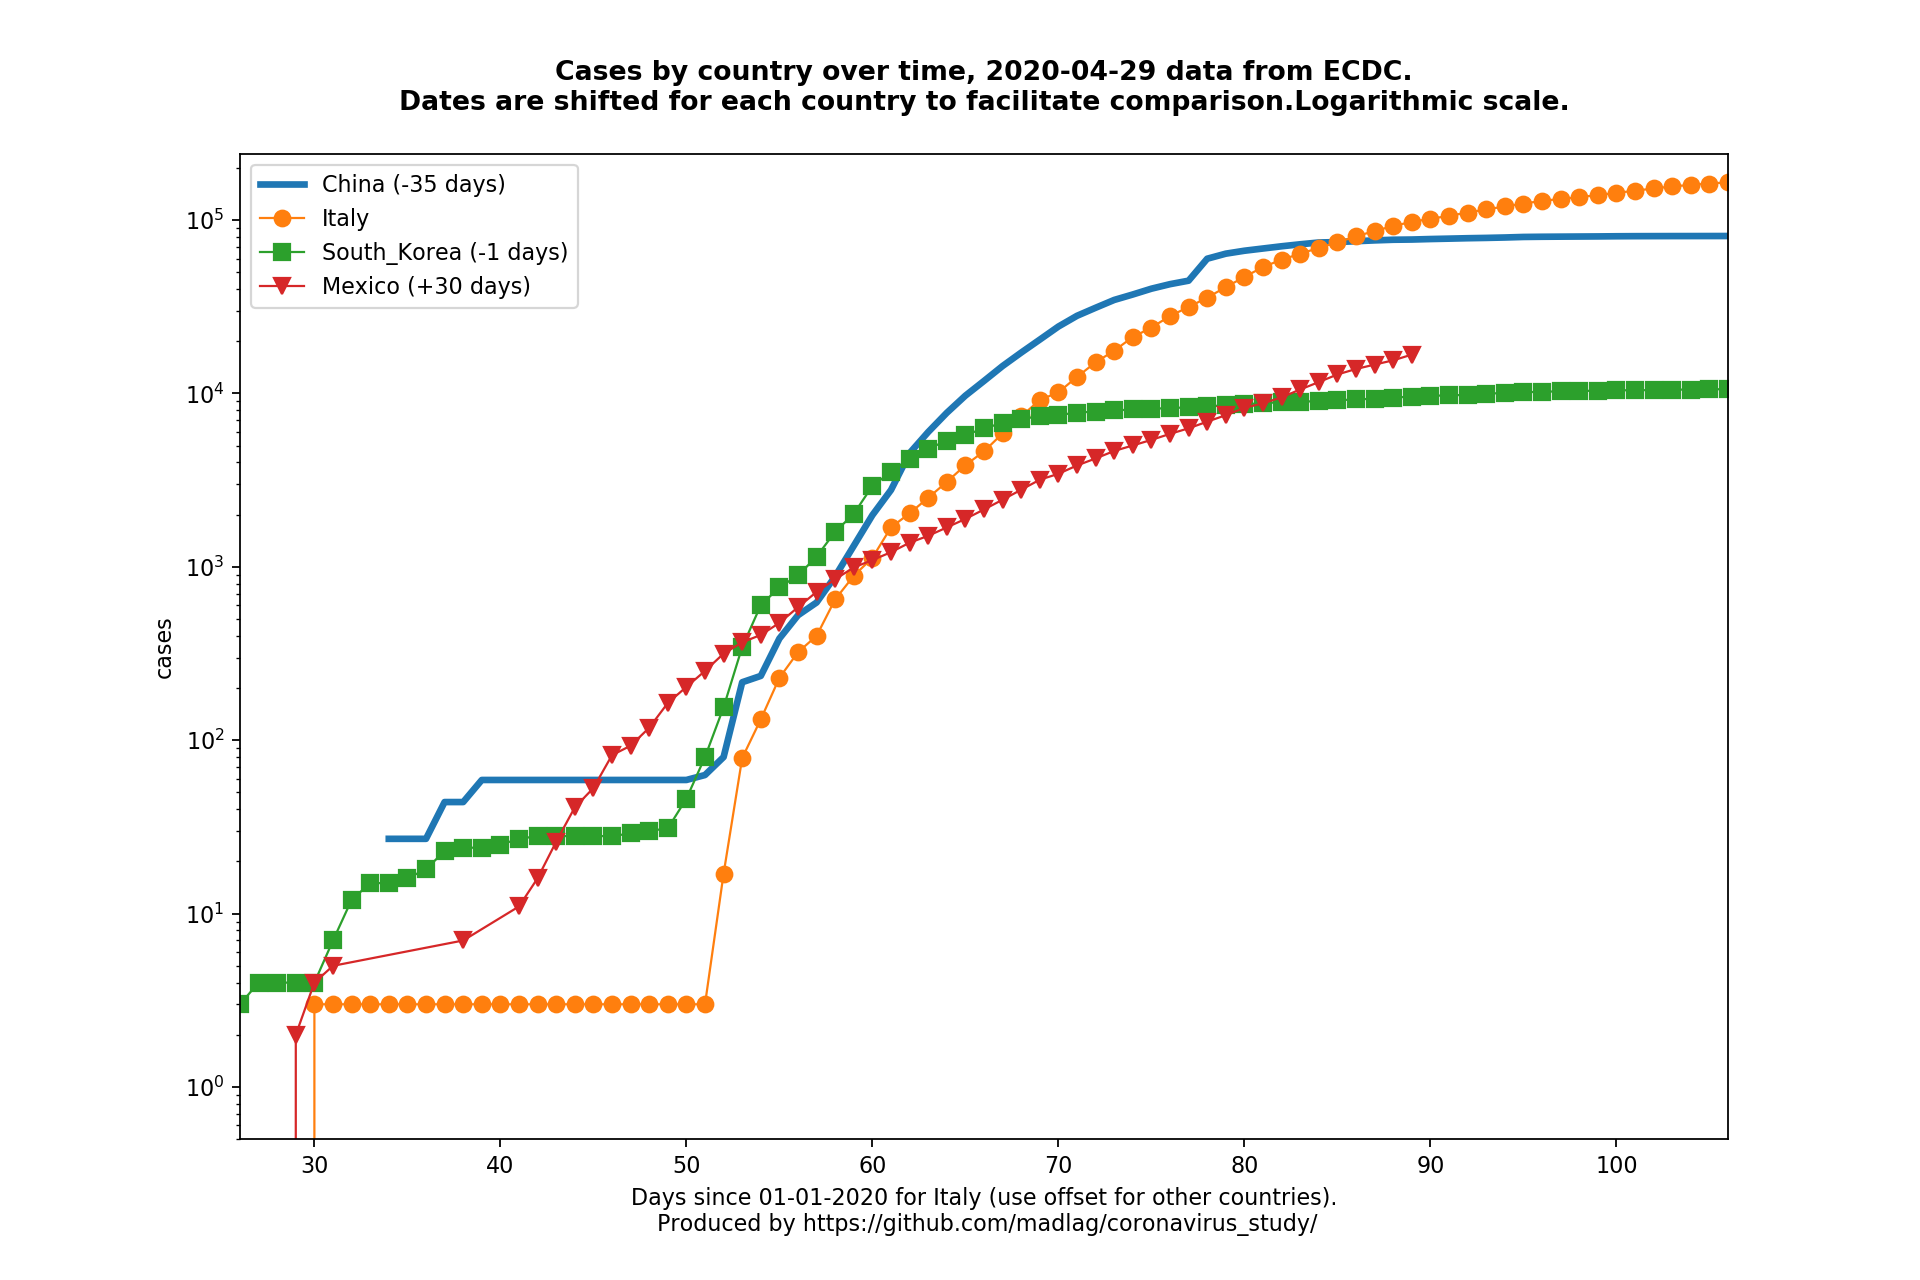 Cases by country over time, 2020-04-29 data from ECDC.
Dates are shifted for each country to facilitate comparison.Logarithmic scale.
China (-35 days)
Italy
South_Korea (-1 days)
Mexico (+30 days)
10^5
10^4
10^3
10^2
10^1
10^0
cases
30 40 50 60 70 80 90 100
Days since 01-01-2020 for Italy (use offset for other countries).
Produced by https://github.com/madlag/coronavirus_study/